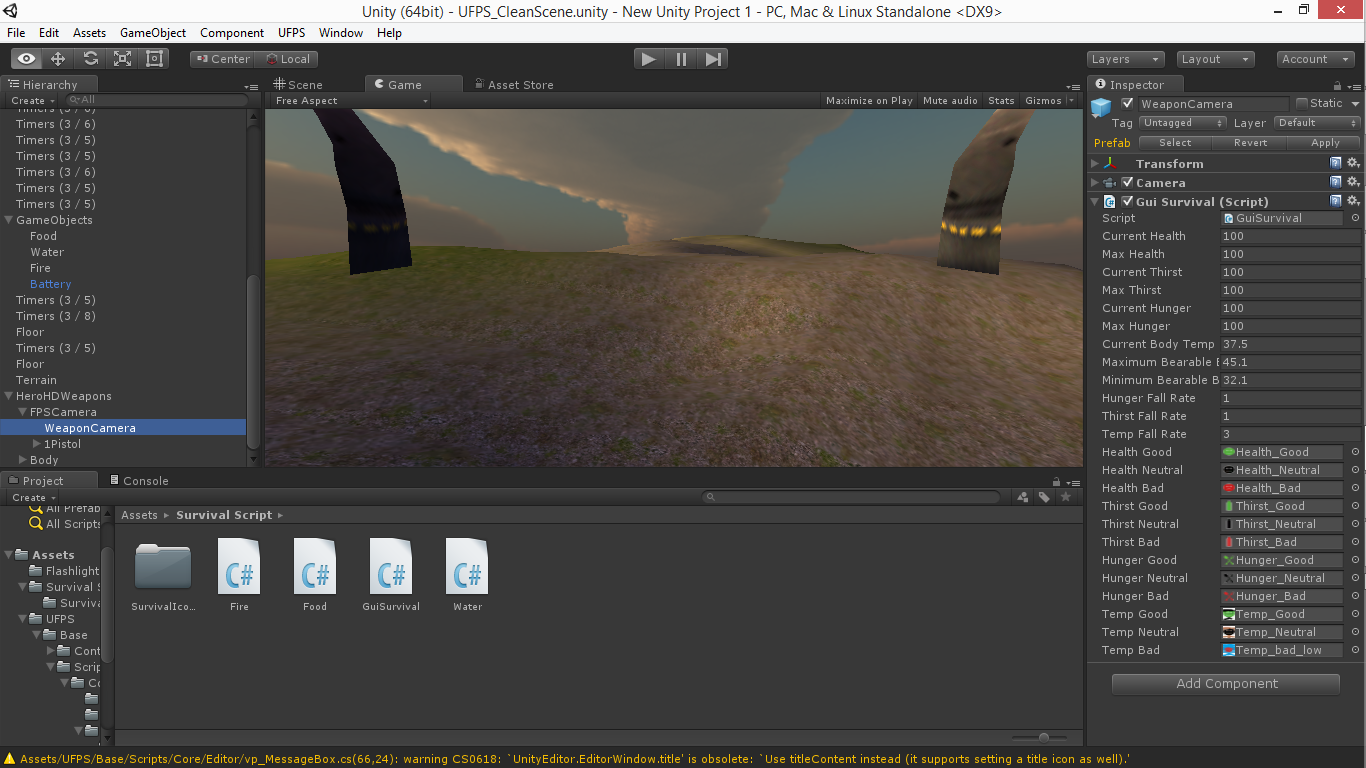 Unity (64bit) - UFPS_CleanScene.unity - New Unity Project 1 - PC, Mac & Linux Standalone <DX9>
File Edit Assets GameObject Component UFPS Window Help
Center Local
Layers Layout Account
Hierarchy
Create All
Timers (3 / 6)
Timers (3 / 5)
Timers (3 / 5)
Timers (3 / 6)
Timers (3 / 5)
Timers (3 / 5)
GameObjects
Food
Water
Fire
Battery
Timers (3 / 5)
Timers (3 / 8)
Floor
Timers (3 / 5)
Floor
Terrain
HeroHDWeapons
FPSCamera
WeaponCamera
1Pistol
Body
Scene Game Asset Store
Free Aspect Maximize on Play Mute audio Stats Gizmos
Project Console
Create
All Prefab
All Scripts
Assets
Flashlight
Survival S
Surviva
UFPS
Base
Cont
Scrip
Co
Assets Survival Script
SurvivalIco... Fire Food GuiSurvival Water
Inspector
WeaponCamera Static
Tag Untagged Layer Default
Prefab Select Revert Apply
Transform
Camera
Gui Survival (Script)
Script GuiSurvival
Current Health 100
Max Health 100
Current Thirst 100
Max Thirst 100
Current Hunger 100
Max Hunger 100
Current Body Temp 37.5
Maximum Bearable B 45.1
Minimum Bearable B 32.1
Hunger Fall Rate 1
Thirst Fall Rate 1
Temp Fall Rate 3
Health Good Health_Good
Health Neutral Health_Neutral
Health Bad Health_Bad
Thirst Good Thirst_Good
Thirst Neutral Thirst_Neutral
Thirst Bad Thirst_Bad
Hunger Good Hunger_Good
Hunger Neutral Hunger_Neutral
Hunger Bad Hunger_Bad
Temp Good Temp_Good
Temp Neutral Temp_Neutral
Temp Bad Temp_bad_low
Add Component
Assets/UFPS/Base/Scripts/Core/Editor/vp_MessageBox.cs(66,24): warning CS0618: `UnityEditor.EditorWindow.title' is obsolete: `Use titleContent instead (it supports setting a title icon as well).'